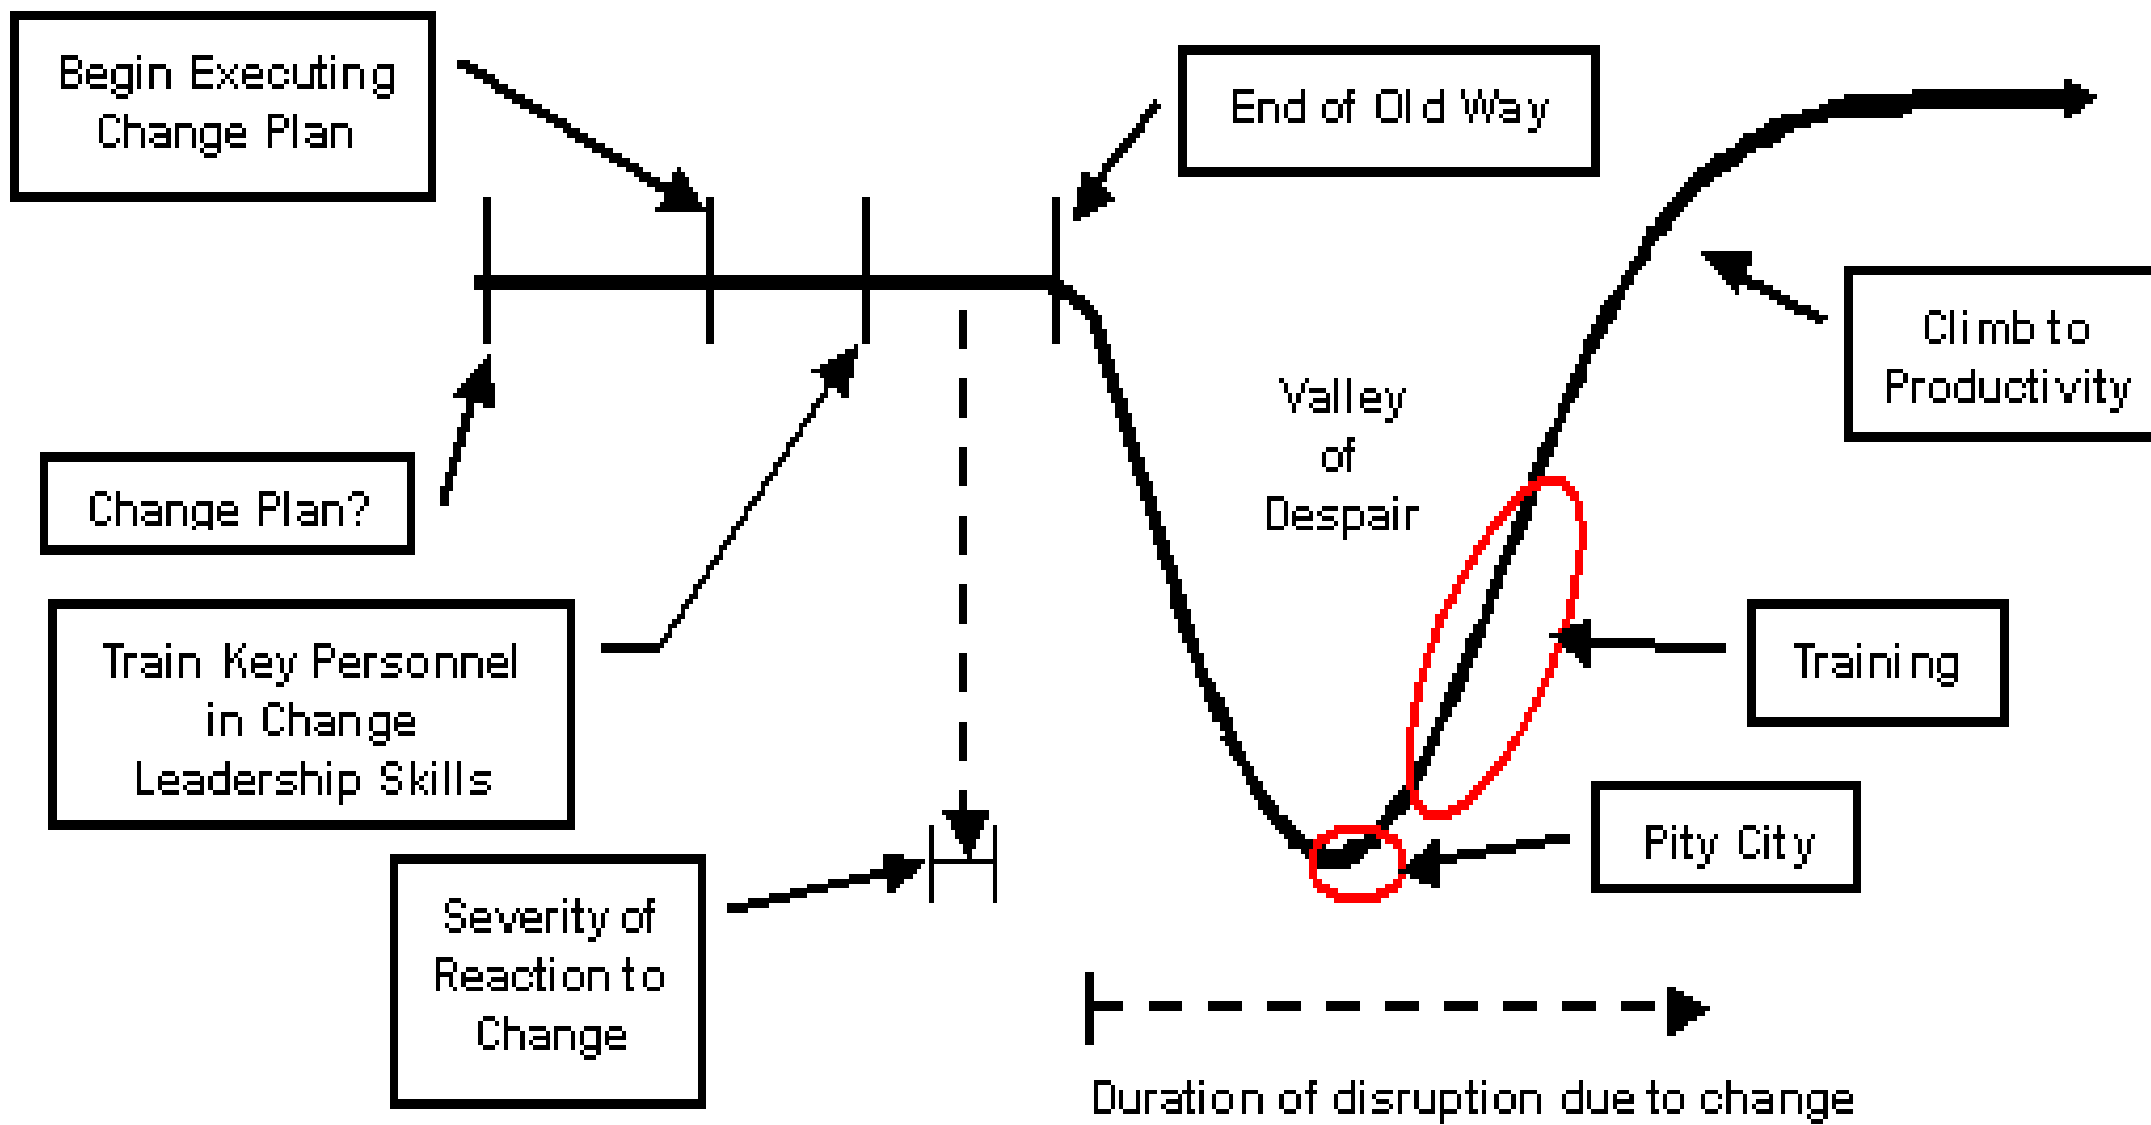 Begin Executing
Change Plan
End of Old Way
Climb to
Productivity
Valley
of
Despair
Change Plan?
Train Key Personnel
in Change
Leadership Skills
Training
Pity City
Severity of
Reaction to
Change
Duration of disruption due to change